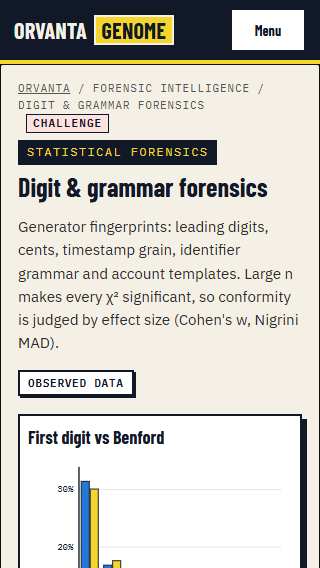 ORVANTA GENOME
Menu
ORVANTA / FORENSIC INTELLIGENCE /
DIGIT & GRAMMAR FORENSICS
CHALLENGE
STATISTICAL FORENSICS
Digit & grammar forensics
Generator fingerprints: leading digits,
cents, timestamp grain, identifier
grammar and account templates. Large n
makes every χ² significant, so conformity
is judged by effect size (Cohen's w, Nigrini
MAD).
OBSERVED DATA
First digit vs Benford
30%
20%